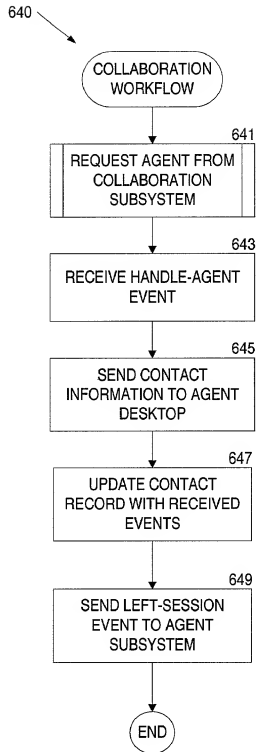 640
COLLABORATION
WORKFLOW
641
REQUEST AGENT FROM
COLLABORATION
SUBSYSTEM
643
RECEIVE HANDLE-AGENT
EVENT
645
SEND CONTACT
INFORMATION TO AGENT
DESKTOP
647
UPDATE CONTACT
RECORD WITH RECEIVED
EVENTS
649
SEND LEFT-SESSION
EVENT TO AGENT
SUBSYSTEM
END